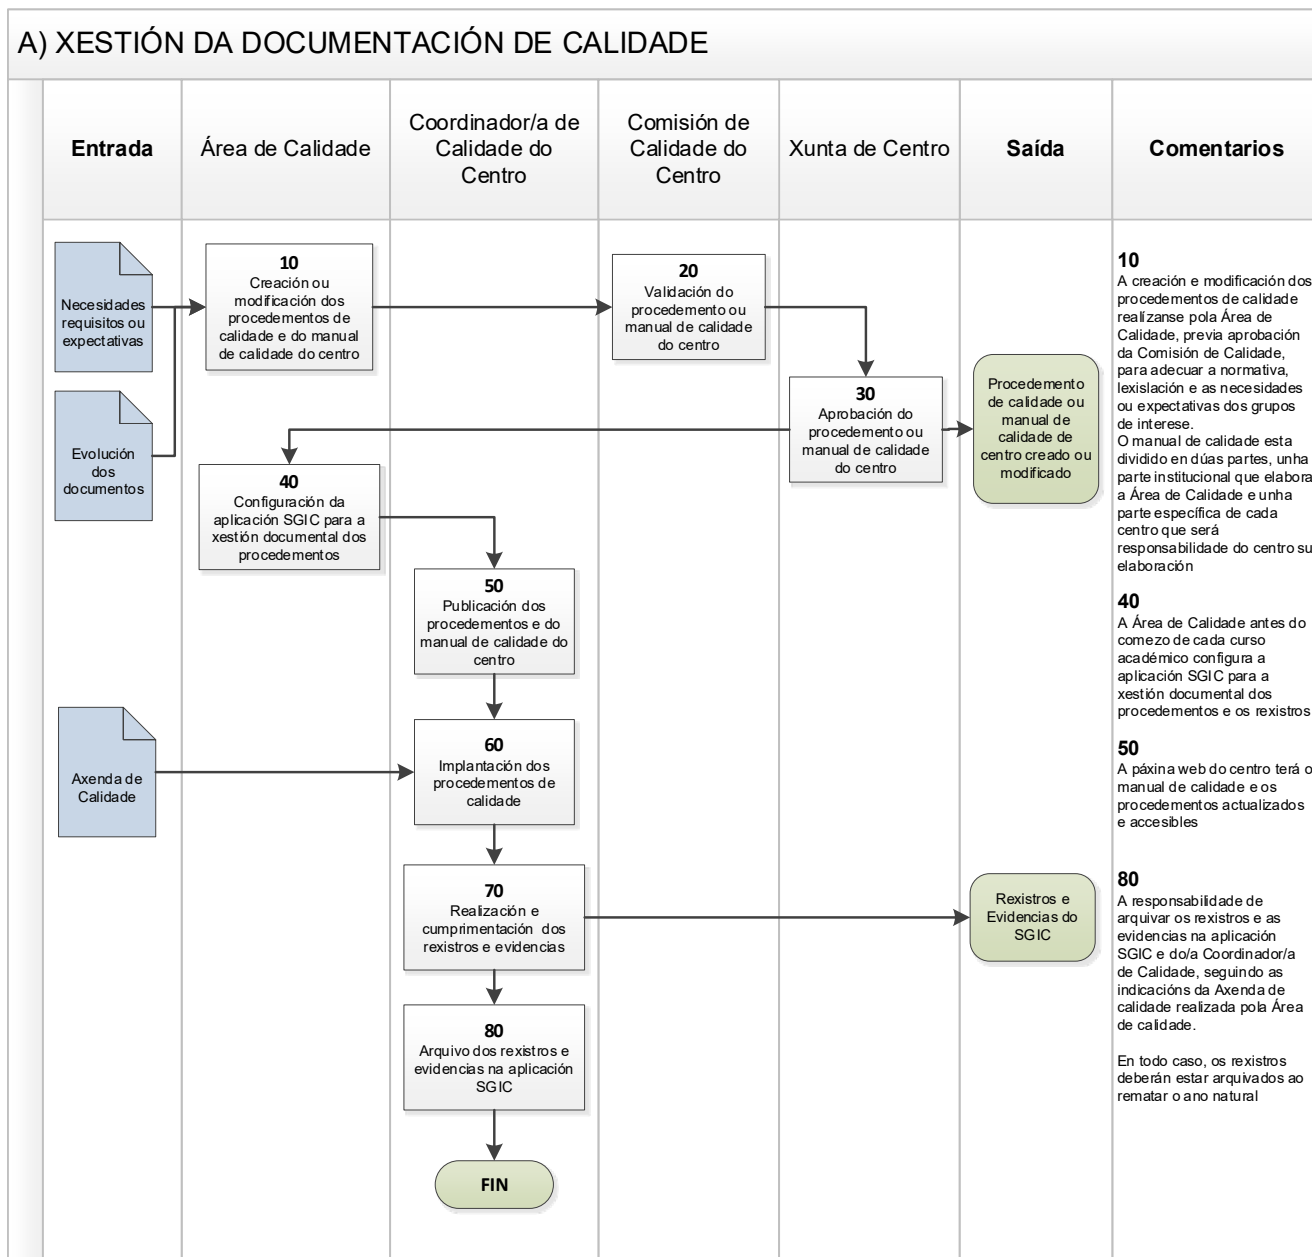 A) XESTIÓN DA DOCUMENTACIÓN DE CALIDADE
Entrada
Área de Calidade
Coordinador/a de
Calidade do
Centro
Comisión de
Calidade do
Centro
Xunta de Centro
Saída
Comentarios
Necesidades
requisitos ou
expectativas
Evolución
dos
documentos
10
Creación ou
modificación dos
procedementos de
calidade e do manual
de calidade do centro
20
Validación do
procedemento ou
manual de calidade
do centro
30
Aprobación do
procedemento ou
manual de calidade
do centro
Procedemento
de calidade ou
manual de
calidade de
centro creado ou
modificado
40
Configuración da
aplicación SGIC para a
xestión documental dos
procedementos
50
Publicación dos
procedementos e do
manual de calidade do
centro
Axenda de
Calidade
60
Implantación dos
procedementos de
calidade
70
Realización e
cumprimentación dos
rexistros e evidencias
Rexistros e
Evidencias do
SGIC
80
Arquivo dos rexistros e
evidencias na aplicación
SGIC
FIN
10
A creación e modificación dos
procedementos de calidade
realízanse pola Área de
Calidade, previa aprobación
da Comisión de Calidade,
para adecuar a normativa,
lexislación e as necesidades
ou expectativas dos grupos
de interese.
O manual de calidade esta
dividido en dúas partes, unha
parte institucional que elabora
a Área de Calidade e unha
parte específica de cada
centro que será
responsabilidade do centro su
elaboración
40
A Área de Calidade antes do
comezo de cada curso
académico configura a
aplicación SGIC para a
xestión documental dos
procedementos e os rexistros
50
A páxina web do centro terá o
manual de calidade e os
procedementos actualizados
e accesibles
80
A responsabilidade de
arquivar os rexistros e as
evidencias na aplicación
SGIC e do/a Coordinador/a
de Calidade, seguindo as
indicacións da Axenda de
calidade realizada pola Área
de calidade.
En todo caso, os rexistros
deberán estar arquivados ao
rematar o ano natural